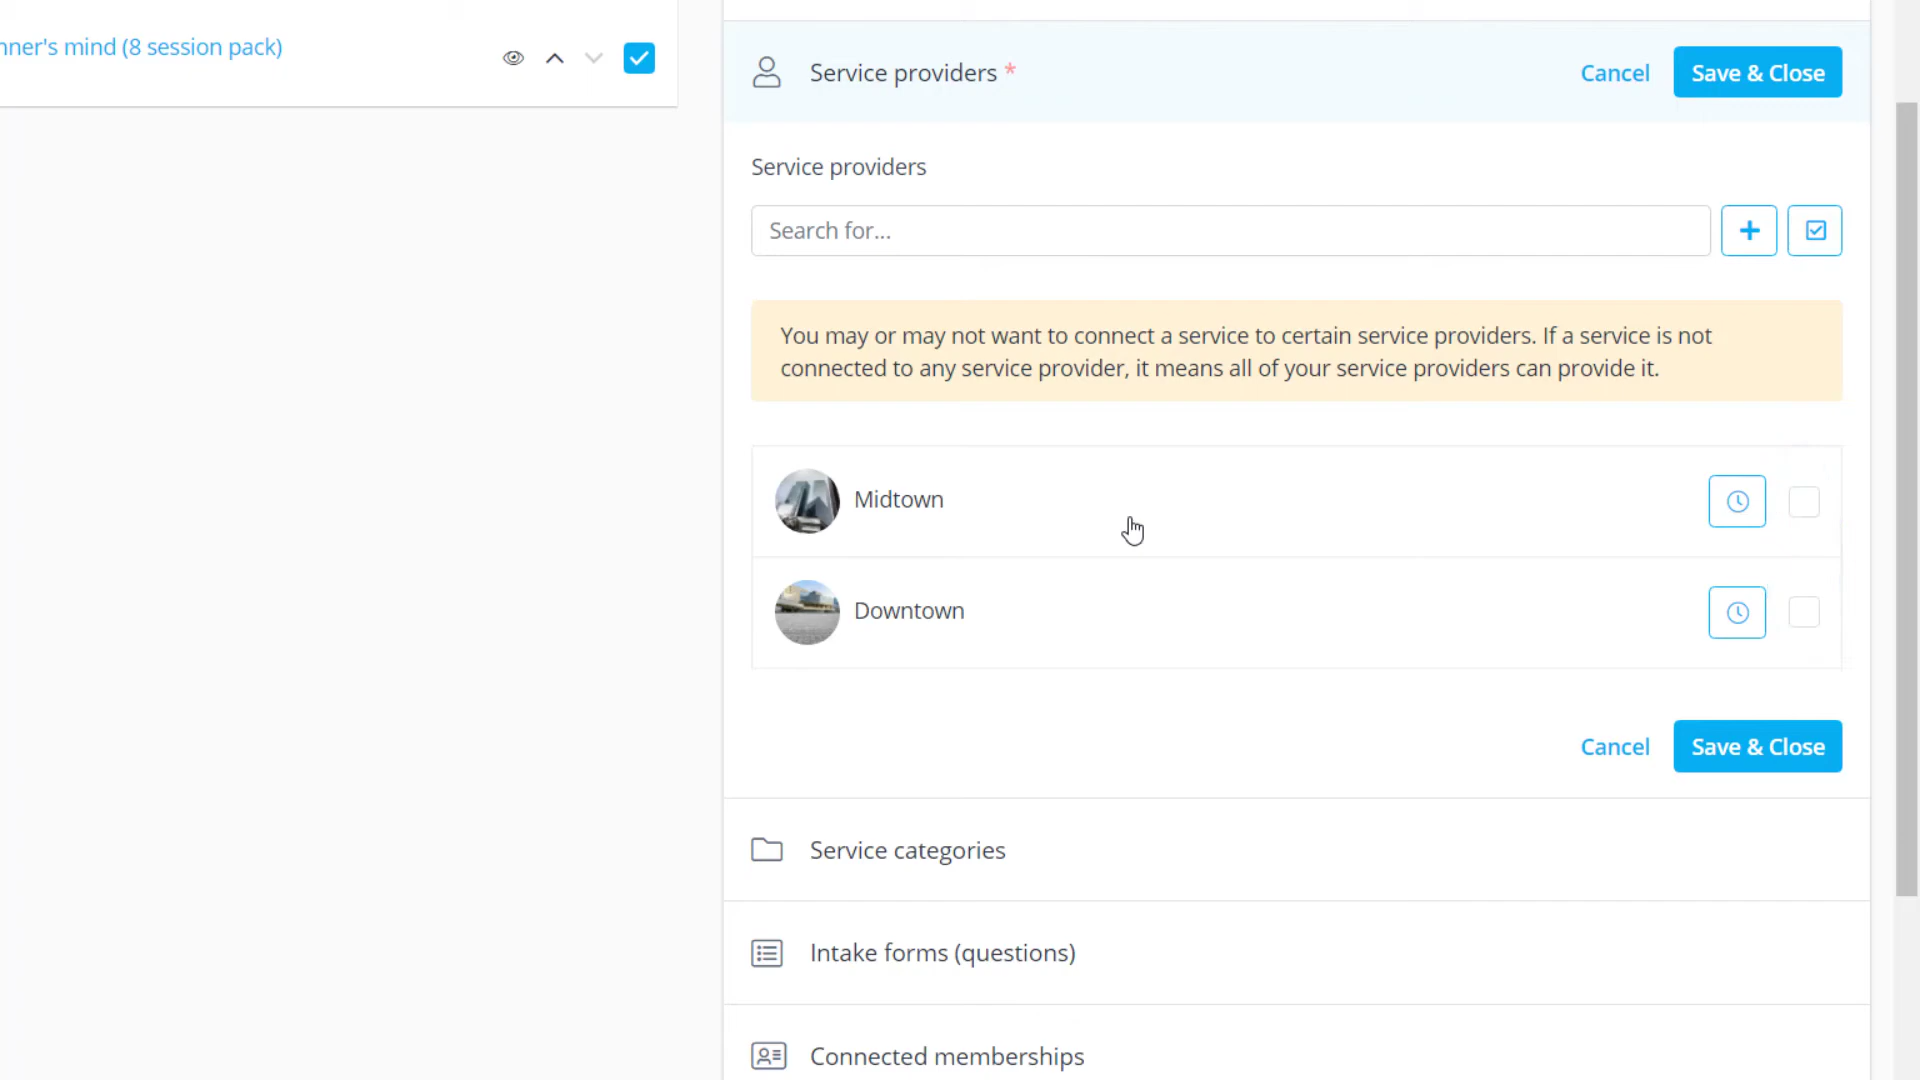 nner's mind (8 session pack)
Service providers *
Cancel
Save & Close
Service providers
Search for...
You may or may not want to connect a service to certain service providers. If a service is not
connected to any service provider, it means all of your service providers can provide it.
Midtown
Downtown
Cancel
Save & Close
Service categories
Intake forms (questions)
Connected memberships